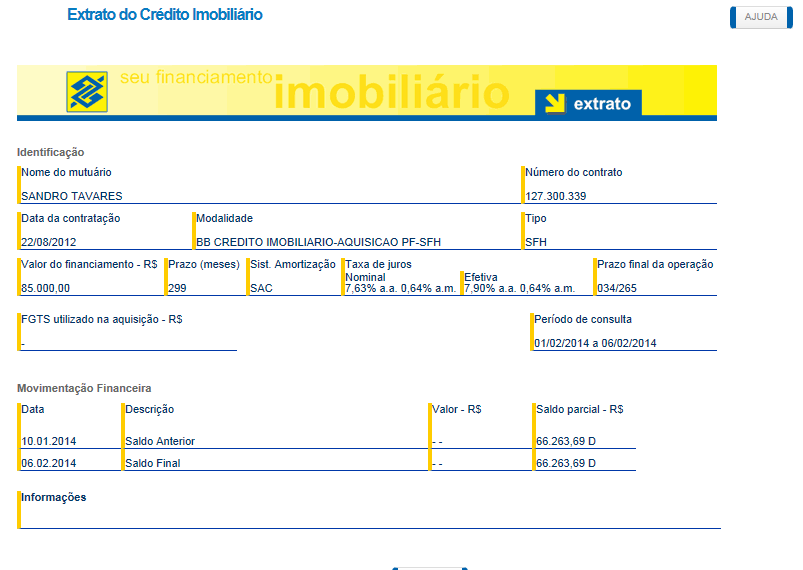 Extrato do Crédito Imobiliário
AJUDA
seu financiamento imobiliário
extrato
Identificação
Nome do mutuário Número do contrato
SANDRO TAVARES 127.300.339
Data da contratação Modalidade Tipo
22/08/2012 BB CREDITO IMOBILIARIO-AQUISICAO PF-SFH SFH
Valor do financiamento - R$ Prazo (meses) Sist. Amortização Taxa de juros Prazo final da operação
Nominal Efetiva
85.000,00 299 SAC 7,63% a.a. 0,64% a.m. 7,90% a.a. 0,64% a.m. 034/265
FGTS utilizado na aquisição - R$ Período de consulta
- 01/02/2014 a 06/02/2014
Movimentação Financeira
Data Descrição Valor - R$ Saldo parcial - R$
10.01.2014 Saldo Anterior - - 66.263,69 D
06.02.2014 Saldo Final - - 66.263,69 D
Informações